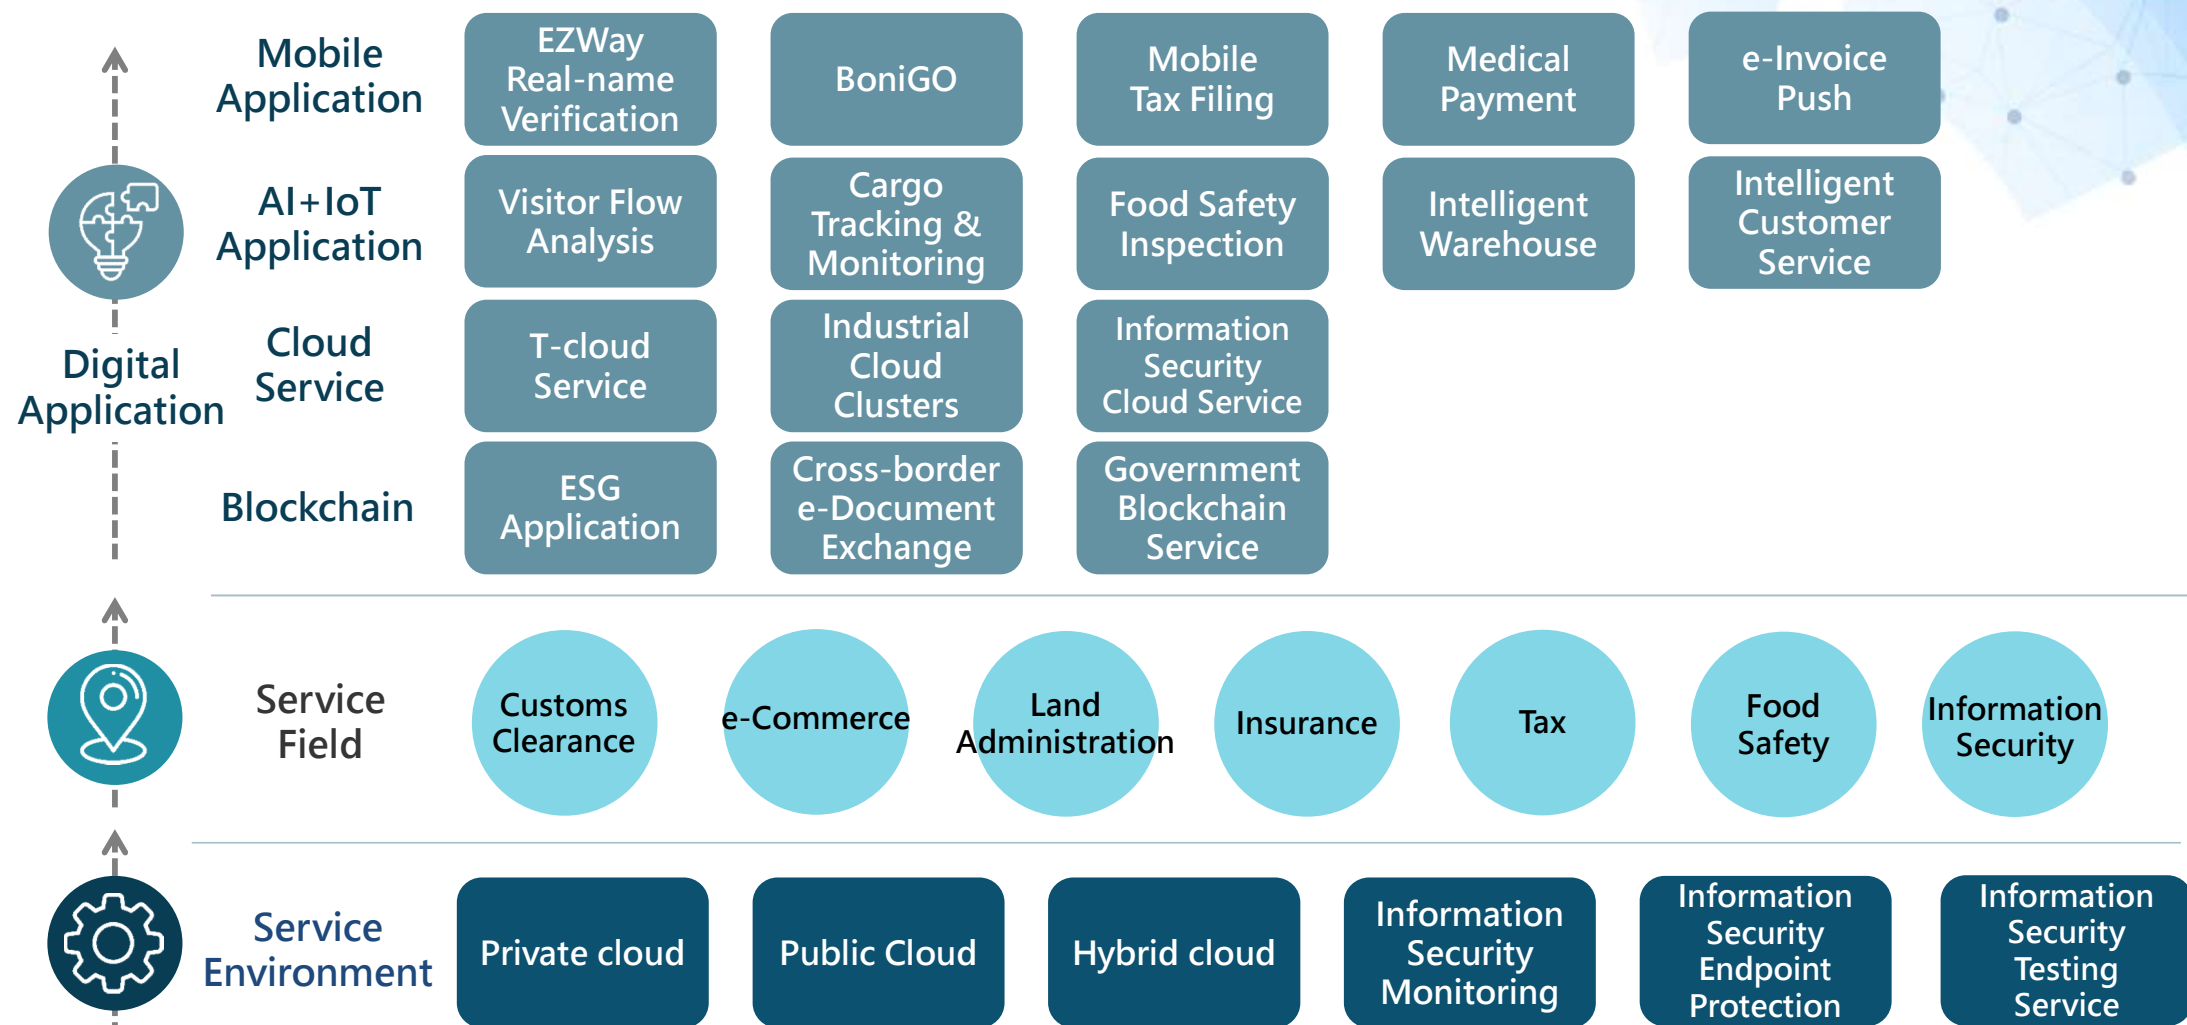 Mobile
Application
EZWay
Real-name
Verification
BoniGO
Mobile
Tax Filing
Medical
Payment
e-Invoice
Push
AI+IoT
Application
Visitor Flow
Analysis
Cargo
Tracking &
Monitoring
Food Safety
Inspection
Intelligent
Warehouse
Intelligent
Customer
Service
Digital
Application
Cloud
Service
T-cloud
Service
Industrial
Cloud
Clusters
Information
Security
Cloud Service
Blockchain
ESG
Application
Cross-border
e-Document
Exchange
Government
Blockchain
Service
Service
Field
Customs
Clearance
e-Commerce
Land
Administration
Insurance
Tax
Food
Safety
Information
Security
Service
Environment
Private cloud
Public Cloud
Hybrid cloud
Information
Security
Monitoring
Information
Security
Endpoint
Protection
Information
Security
Testing
Service